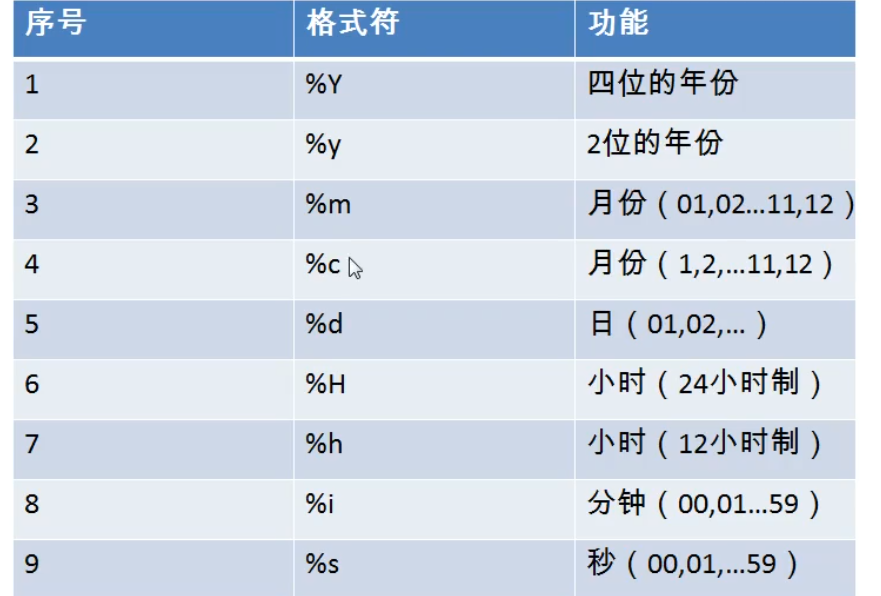 序号 格式符 功能
1 %Y 四位的年份
2 %y 2位的年份
3 %m 月份（01,02…11,12）
4 %c 月份（1,2,…11,12）
5 %d 日（01,02,…）
6 %H 小时（24小时制）
7 %h 小时（12小时制）
8 %i 分钟（00,01…59）
9 %s 秒（00,01,…59）